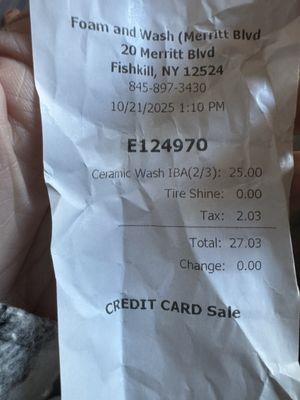 Foam and Wash (Merritt Blvd
20 Merritt Blvd
Fishkill, NY 12524
845-897-3430
10/21/2025 1:10 PM
E124970
Ceramic Wash IBA(2/3): 25.00
Tire Shine: 0.00
Tax: 2.03
Total: 27.03
Change: 0.00
CREDIT CARD Sale